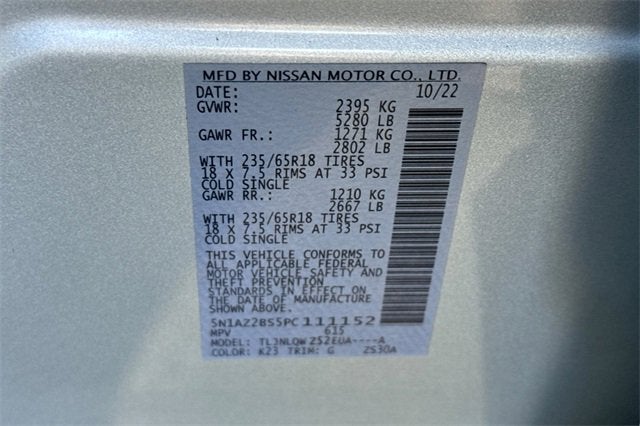 MFD BY NISSAN MOTOR CO., LTD.
DATE: 10/22
GVWR: 2395 KG
5280 LB
GAWR FR.: 1271 KG
2802 LB
WITH 235/65R18 TIRES
18 X 7.5 RIMS AT 33 PSI
COLD SINGLE
GAWR RR.: 1210 KG
2667 LB
WITH 235/65R18 TIRES
18 X 7.5 RIMS AT 33 PSI
COLD SINGLE
THIS VEHICLE CONFORMS TO
ALL APPLICABLE FEDERAL
MOTOR VEHICLE SAFETY AND
THEFT PREVENTION
STANDARDS IN EFFECT ON
THE DATE OF MANUFACTURE
SHOWN ABOVE.
5N1AZ2BS5PC111152
MPV 615
MODEL: TLJNLQWZS2EUA----A
COLOR: K23 TRIM: G ZS30A